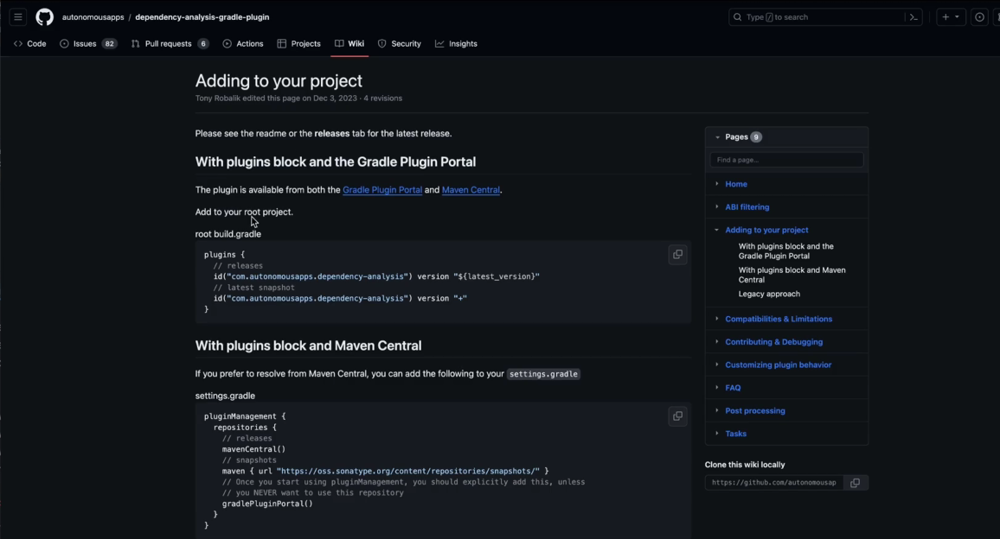 autonomousapps / dependency-analysis-gradle-plugin
Type / to search
Code
Issues 82
Pull requests 6
Actions
Projects
Wiki
Security
Insights
Adding to your project
Tony Robalik edited this page on Dec 3, 2023 · 4 revisions
Please see the readme or the releases tab for the latest release.
With plugins block and the Gradle Plugin Portal
The plugin is available from both the Gradle Plugin Portal and Maven Central.
Add to your root project.
root build.gradle
plugins {
// releases
id("com.autonomousapps.dependency-analysis") version "${latest_version}"
// latest snapshot
id("com.autonomousapps.dependency-analysis") version "+"
}
With plugins block and Maven Central
If you prefer to resolve from Maven Central, you can add the following to your settings.gradle
settings.gradle
pluginManagement {
repositories {
// releases
mavenCentral()
// snapshots
maven { url "https://oss.sonatype.org/content/repositories/snapshots/" }
// Once you start using pluginManagement, you should explicitly add this, unless
// you NEVER want to use this repository
gradlePluginPortal()
}
}
Pages 9
Find a page...
Home
ABI filtering
Adding to your project
With plugins block and the
Gradle Plugin Portal
With plugins block and Maven
Central
Legacy approach
Compatibilities & Limitations
Contributing & Debugging
Customizing plugin behavior
FAQ
Post processing
Tasks
Clone this wiki locally
https://github.com/autonomousap